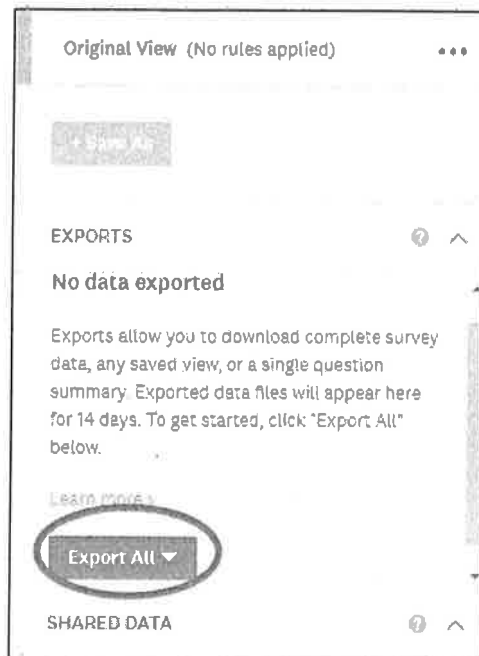 Original View (No rules applied)
+ Save As
EXPORTS
No data exported
Exports allow you to download complete survey
data, any saved view, or a single question
summary. Exported data files will appear here
for 14 days. To get started, click "Export All"
below.
Learn more »
Export All
SHARED DATA